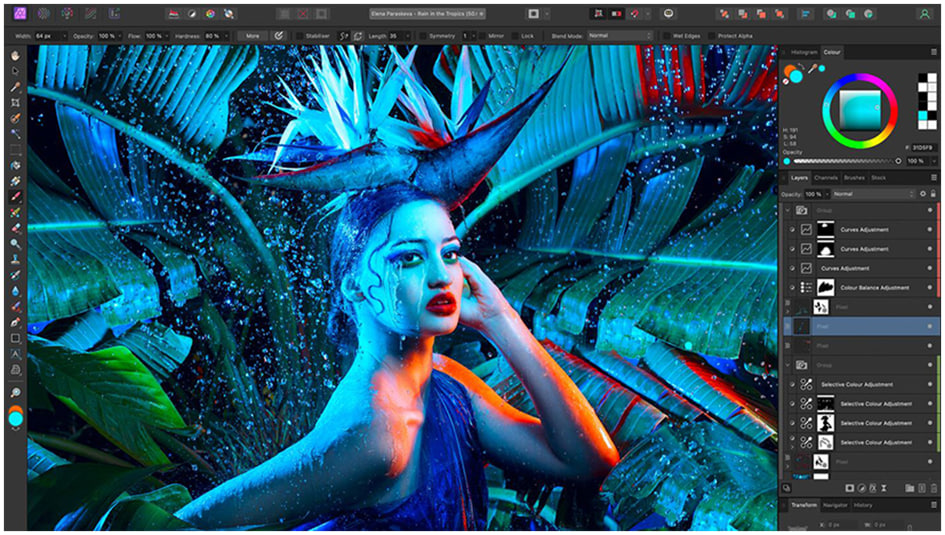 Elena Paraskeva - Rain in the Tropics (50
Width: 64 px Opacity: 100 % Flow: 100 % Hardness: 80 % More Stabiliser Length: 35 Symmetry 1 Mirror Lock Blend Mode: Normal Wet Edges Protect Alpha
Histogram Colour
H: 191
S: 94
L: 58
#: 31D5F9
Opacity
100 %
Layers Channels Brushes Stock
Opacity: 100 % Normal
Group
Curves Adjustment
Curves Adjustment
Curves Adjustment
Colour Balance Adjustment
Pixel
Pixel
Pixel
Group
Selective Colour Adjustment
Selective Colour Adjustment
Selective Colour Adjustment
Selective Colour Adjustment
Pixel
Transform Navigator History
X: 0 px W: 0 px